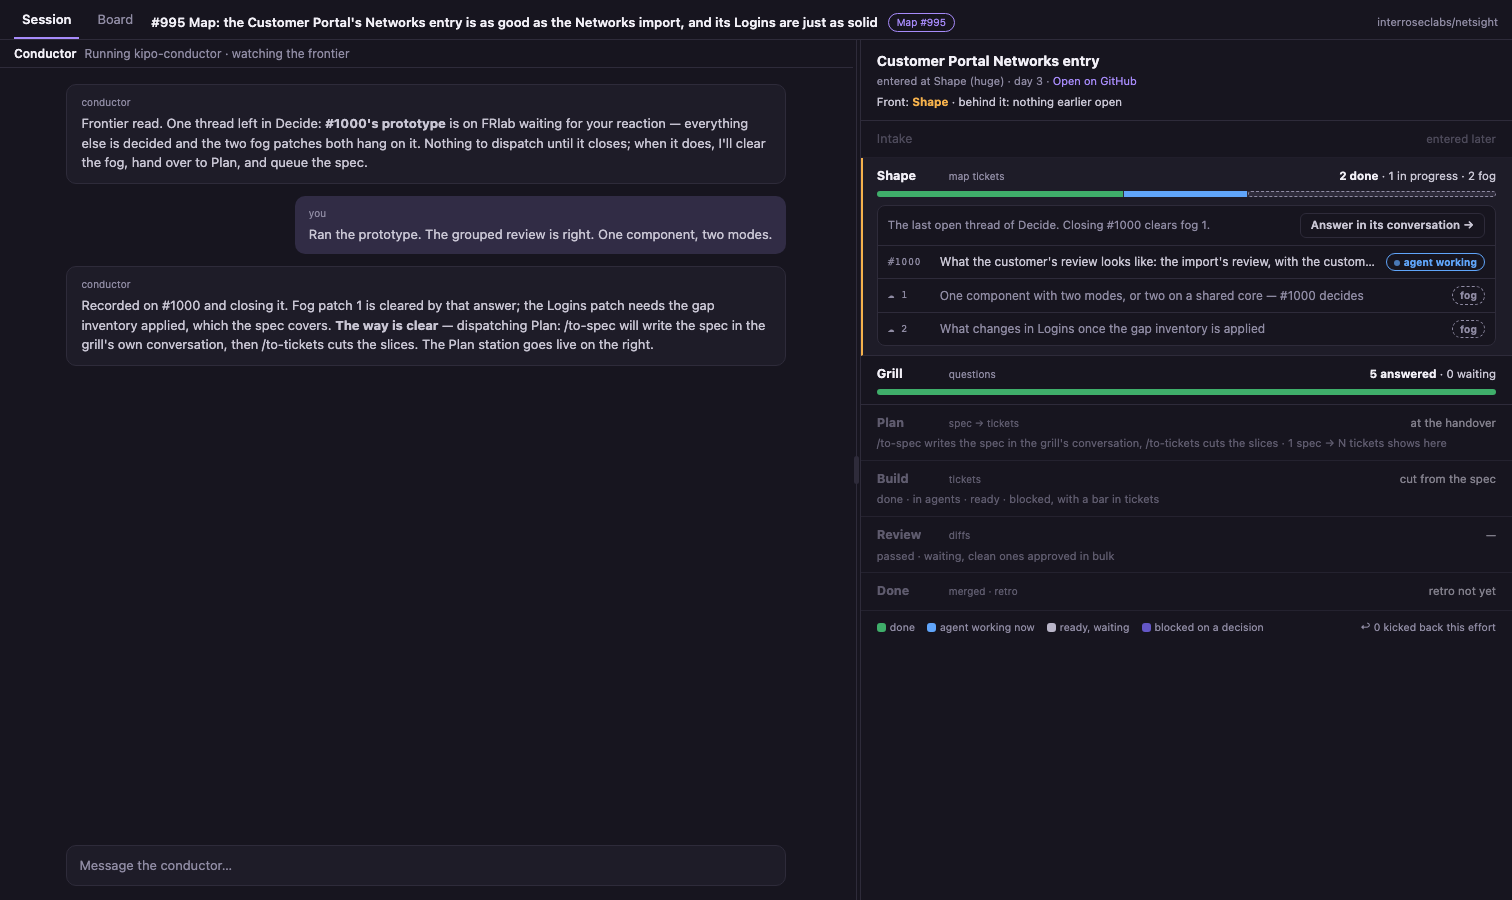 Session Board #995 Map: the Customer Portal's Networks entry is as good as the Networks import, and its Logins are just as solid Map #995 interroseclabs/netsight
Conductor Running kipo-conductor · watching the frontier
conductor
Frontier read. One thread left in Decide: #1000's prototype is on FRlab waiting for your reaction — everything
else is decided and the two fog patches both hang on it. Nothing to dispatch until it closes; when it does, I'll clear
the fog, hand over to Plan, and queue the spec.
you
Ran the prototype. The grouped review is right. One component, two modes.
conductor
Recorded on #1000 and closing it. Fog patch 1 is cleared by that answer; the Logins patch needs the gap
inventory applied, which the spec covers. The way is clear — dispatching Plan: /to-spec will write the spec in the
grill's own conversation, then /to-tickets cuts the slices. The Plan station goes live on the right.
Message the conductor...
Customer Portal Networks entry
entered at Shape (huge) · day 3 · Open on GitHub
Front: Shape · behind it: nothing earlier open
Intake entered later
Shape map tickets 2 done · 1 in progress · 2 fog
The last open thread of Decide. Closing #1000 clears fog 1. Answer in its conversation →
#1000 What the customer's review looks like: the import's review, with the custom... agent working
☁ 1 One component with two modes, or two on a shared core — #1000 decides fog
☁ 2 What changes in Logins once the gap inventory is applied fog
Grill questions 5 answered · 0 waiting
Plan spec → tickets at the handover
/to-spec writes the spec in the grill's conversation, /to-tickets cuts the slices · 1 spec → N tickets shows here
Build tickets cut from the spec
done · in agents · ready · blocked, with a bar in tickets
Review diffs —
passed · waiting, clean ones approved in bulk
Done merged · retro retro not yet
done agent working now ready, waiting blocked on a decision ↩ 0 kicked back this effort